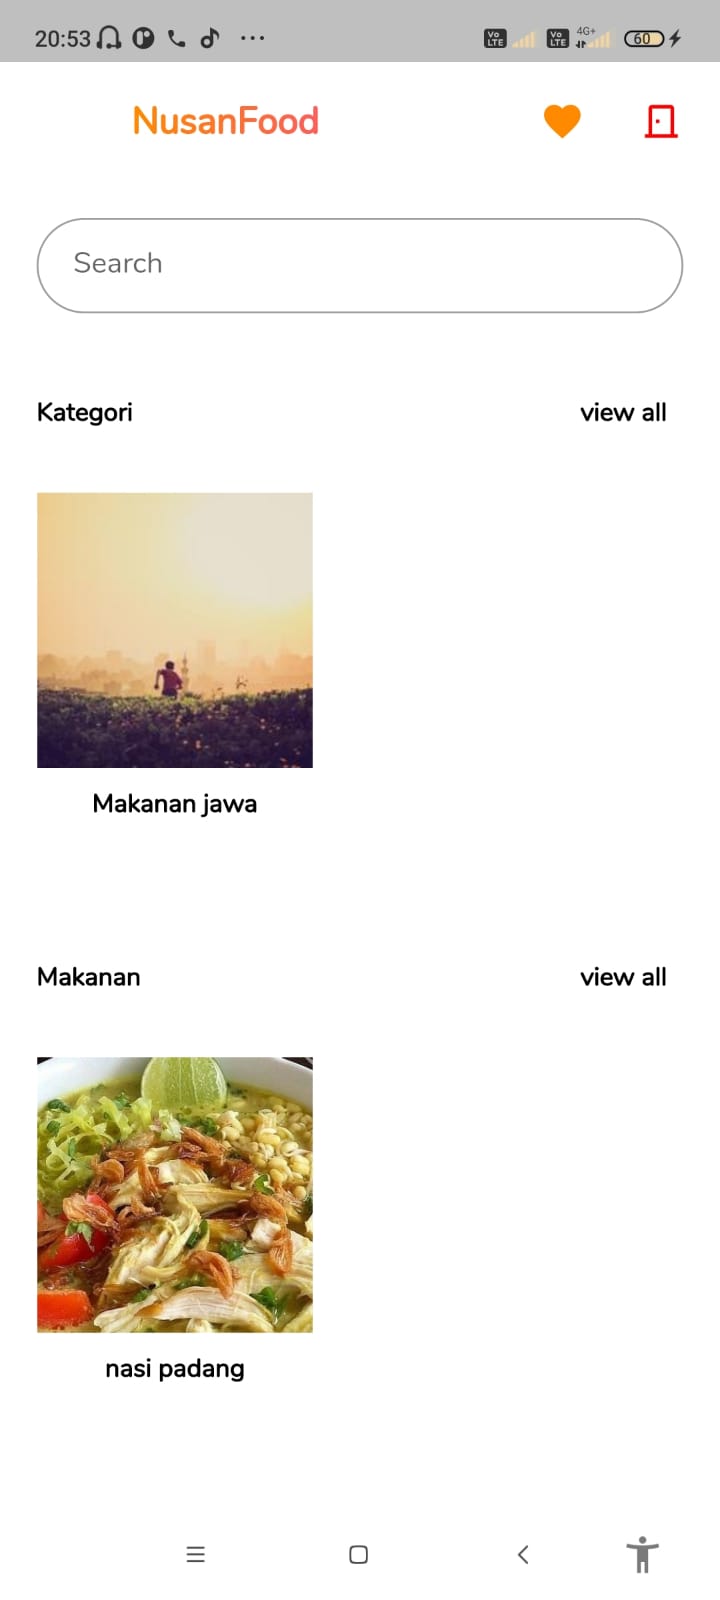 20:53 ... Vo LTE Vo LTE 4G+ 60
NusanFood
Search
Kategori view all
Makanan jawa
Makanan view all
nasi padang